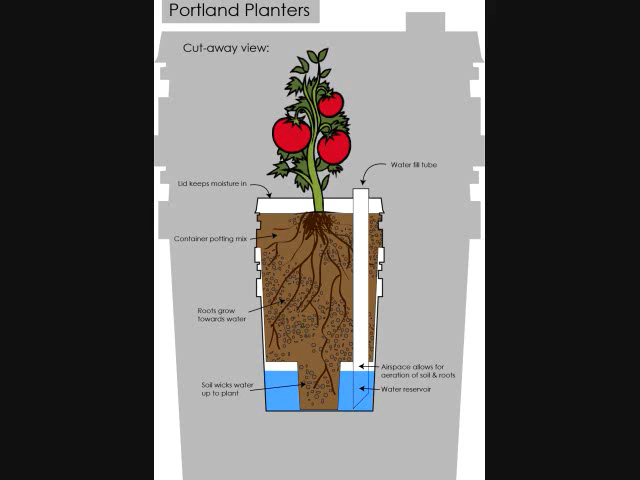 Portland Planters
Cut-away view:
Water fill tube
Lid keeps moisture in
Container potting mix
Roots grow
towards water
Airspace allows for
aeration of soil & roots
Soil wicks water
up to plant
Water reservoir